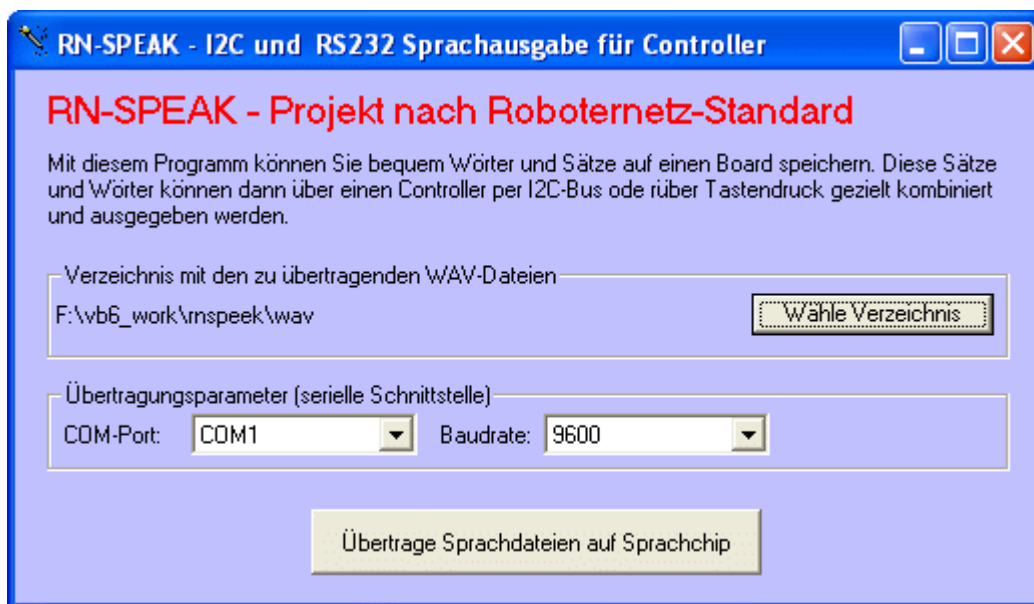 RN-SPEAK - I2C und RS232 Sprachausgabe für Controller
RN-SPEAK - Projekt nach Roboternetz-Standard
Mit diesem Programm können Sie bequem Wörter und Sätze auf einen Board speichern. Diese Sätze
und Wörter können dann über einen Controller per I2C-Bus ode rüber Tastendruck gezielt kombiniert
und ausgegeben werden.
Verzeichnis mit den zu übertragenden WAV-Dateien
F:\vb6_work\rnspeek\wav
Wähle Verzeichnis
Übertragungsparameter (serielle Schnittstelle)
COM-Port: COM1 Baudrate: 9600
Übertrage Sprachdateien auf Sprachchip